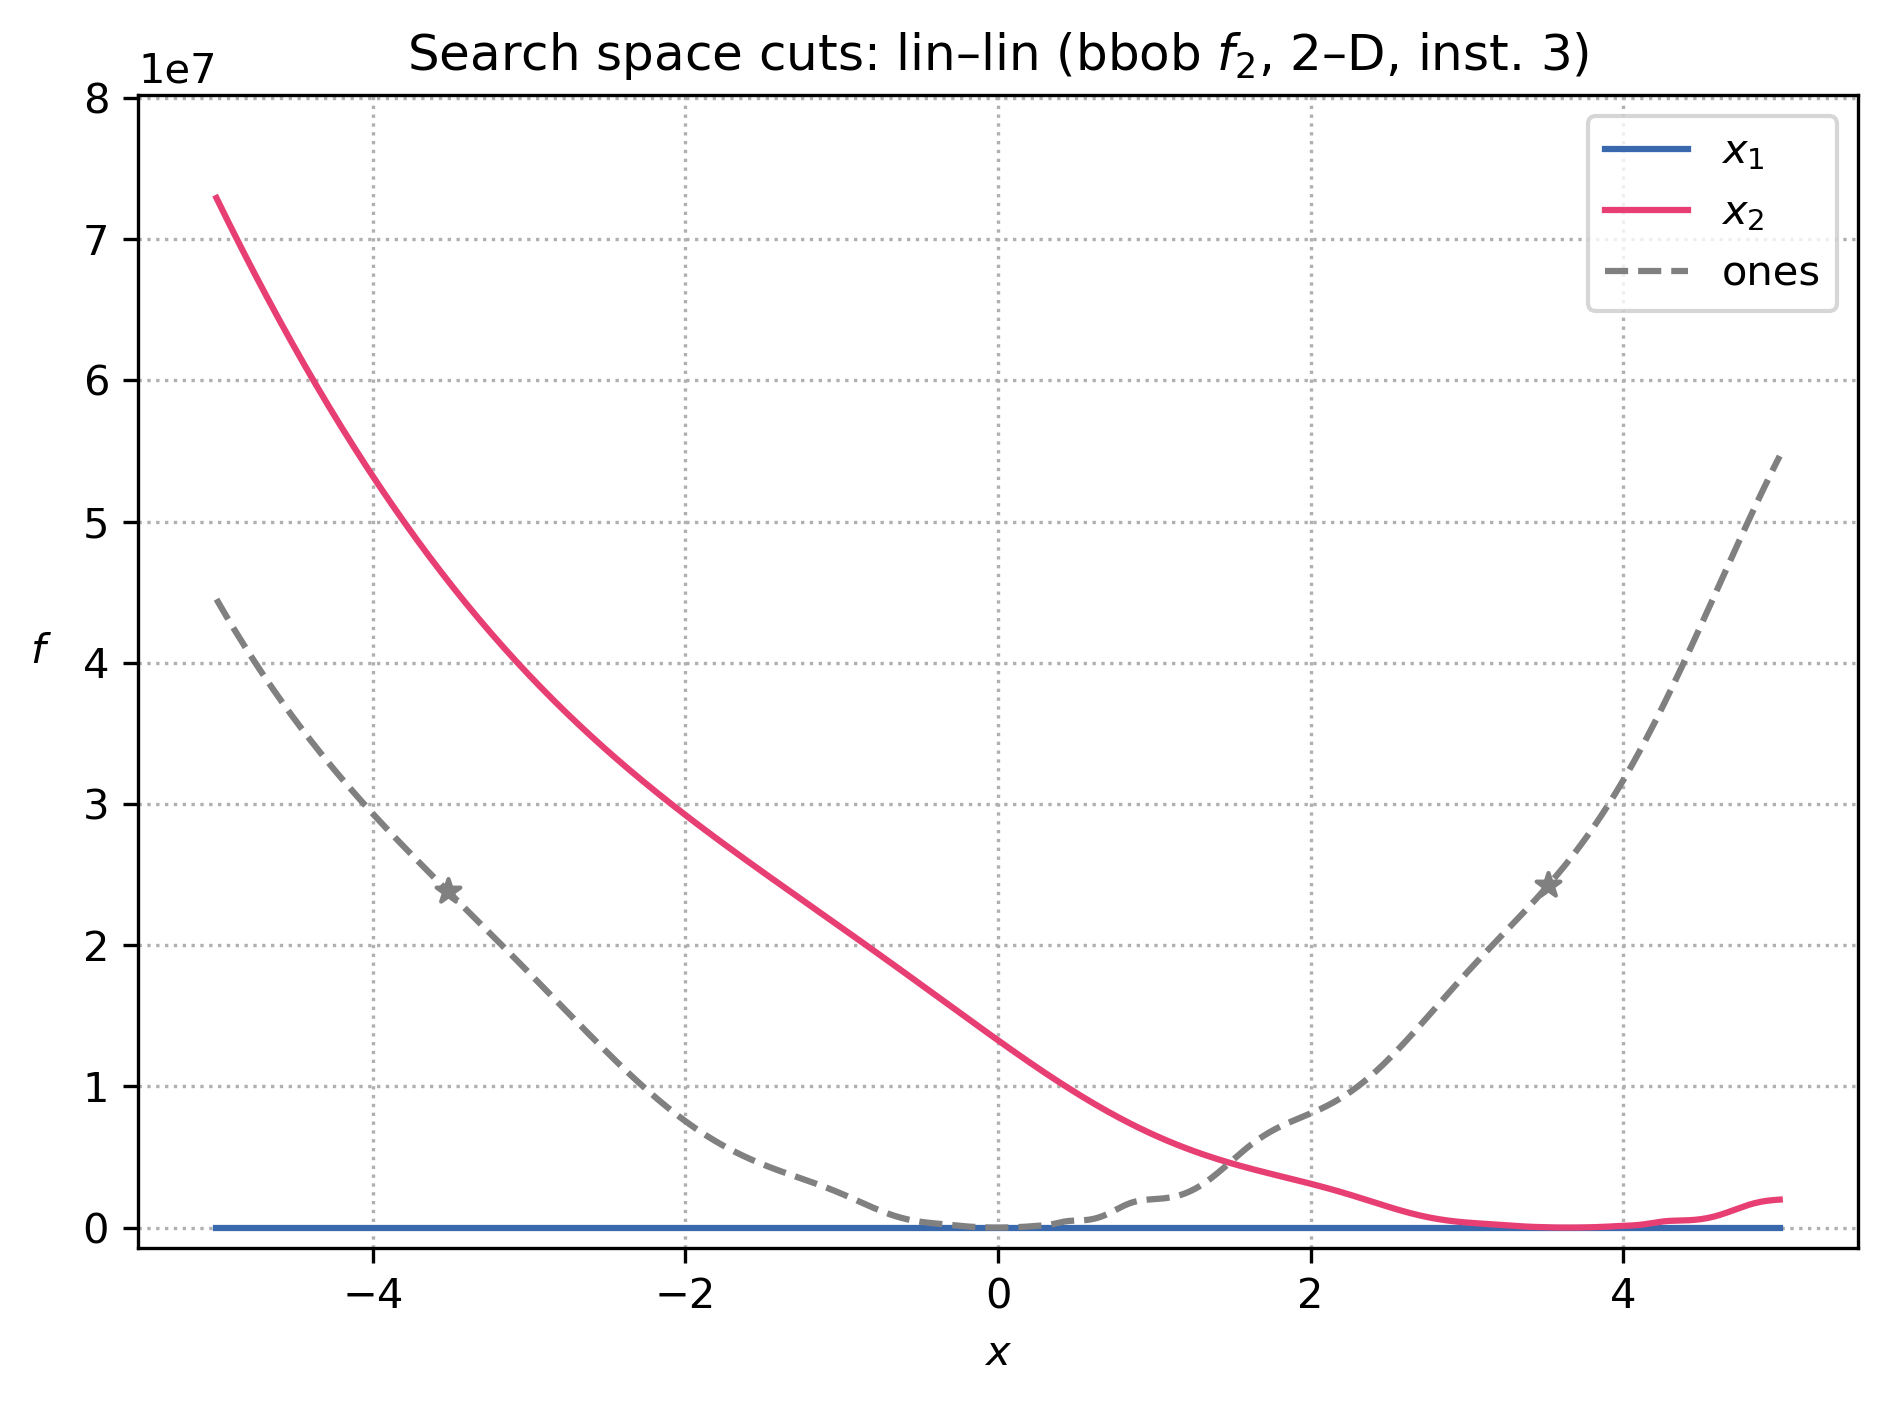 Search space cuts: lin–lin (bbob f₂, 2–D, inst. 3)
1e7
8
7
6
5
4
3
2
1
0
f
−4
−2
0
2
4
x
x₁
x₂
ones